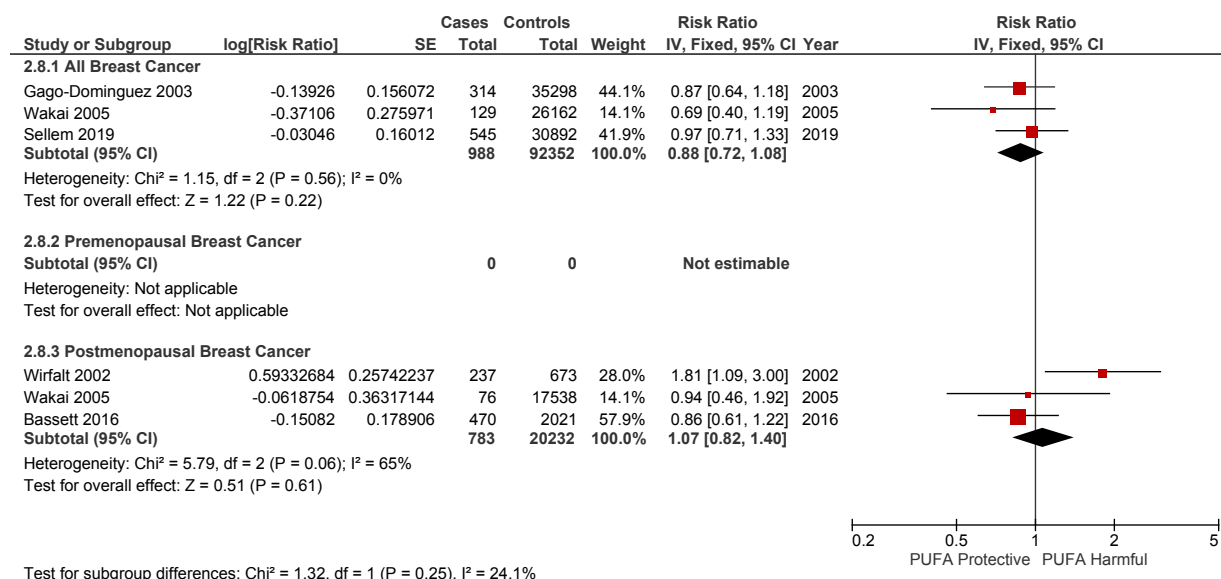 Cases Controls Risk Ratio Risk Ratio
Study or Subgroup log[Risk Ratio] SE Total Total Weight IV, Fixed, 95% CI Year IV, Fixed, 95% CI
2.8.1 All Breast Cancer
Gago-Dominguez 2003 -0.13926 0.156072 314 35298 44.1% 0.87 [0.64, 1.18] 2003
Wakai 2005 -0.37106 0.275971 129 26162 14.1% 0.69 [0.40, 1.19] 2005
Sellem 2019 -0.03046 0.16012 545 30892 41.9% 0.97 [0.71, 1.33] 2019
Subtotal (95% CI) 988 92352 100.0% 0.88 [0.72, 1.08]
Heterogeneity: Chi² = 1.15, df = 2 (P = 0.56); I² = 0%
Test for overall effect: Z = 1.22 (P = 0.22)
2.8.2 Premenopausal Breast Cancer
Subtotal (95% CI) 0 0 Not estimable
Heterogeneity: Not applicable
Test for overall effect: Not applicable
2.8.3 Postmenopausal Breast Cancer
Wirfalt 2002 0.59332684 0.25742237 237 673 28.0% 1.81 [1.09, 3.00] 2002
Wakai 2005 -0.0618754 0.36317144 76 17538 14.1% 0.94 [0.46, 1.92] 2005
Bassett 2016 -0.15082 0.178906 470 2021 57.9% 0.86 [0.61, 1.22] 2016
Subtotal (95% CI) 783 20232 100.0% 1.07 [0.82, 1.40]
Heterogeneity: Chi² = 5.79, df = 2 (P = 0.06); I² = 65%
Test for overall effect: Z = 0.51 (P = 0.61)
0.2 0.5 1 2 5
PUFA Protective PUFA Harmful
Test for subgroup differences: Chi² = 1.32, df = 1 (P = 0.25), I² = 24.1%